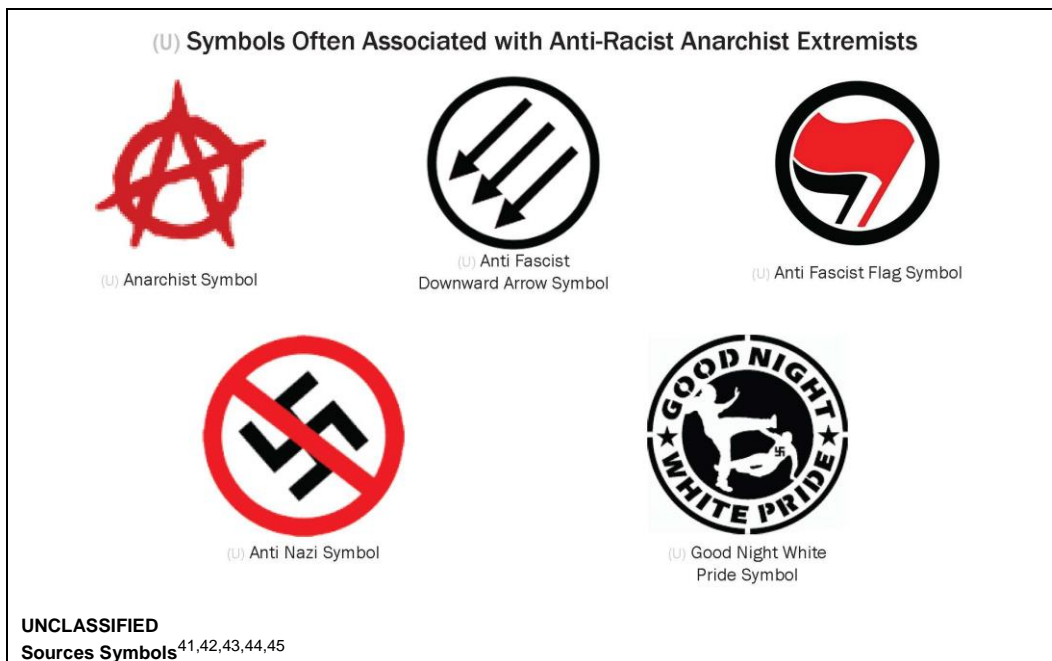 (U) Symbols Often Associated with Anti-Racist Anarchist Extremists
(U) Anarchist Symbol
(U) Anti Fascist
Downward Arrow Symbol
(U) Anti Fascist Flag Symbol
GOOD NIGHT
WHITE PRIDE
(U) Anti Nazi Symbol
(U) Good Night White
Pride Symbol
UNCLASSIFIED
Sources Symbols41,42,43,44,45